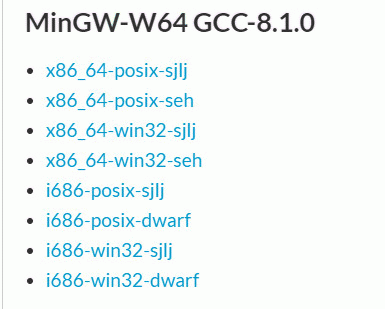 MinGW-W64 GCC-8.1.0
x86_64-posix-sjlj
x86_64-posix-seh
x86_64-win32-sjlj
x86_64-win32-seh
i686-posix-sjlj
i686-posix-dwarf
i686-win32-sjlj
i686-win32-dwarf